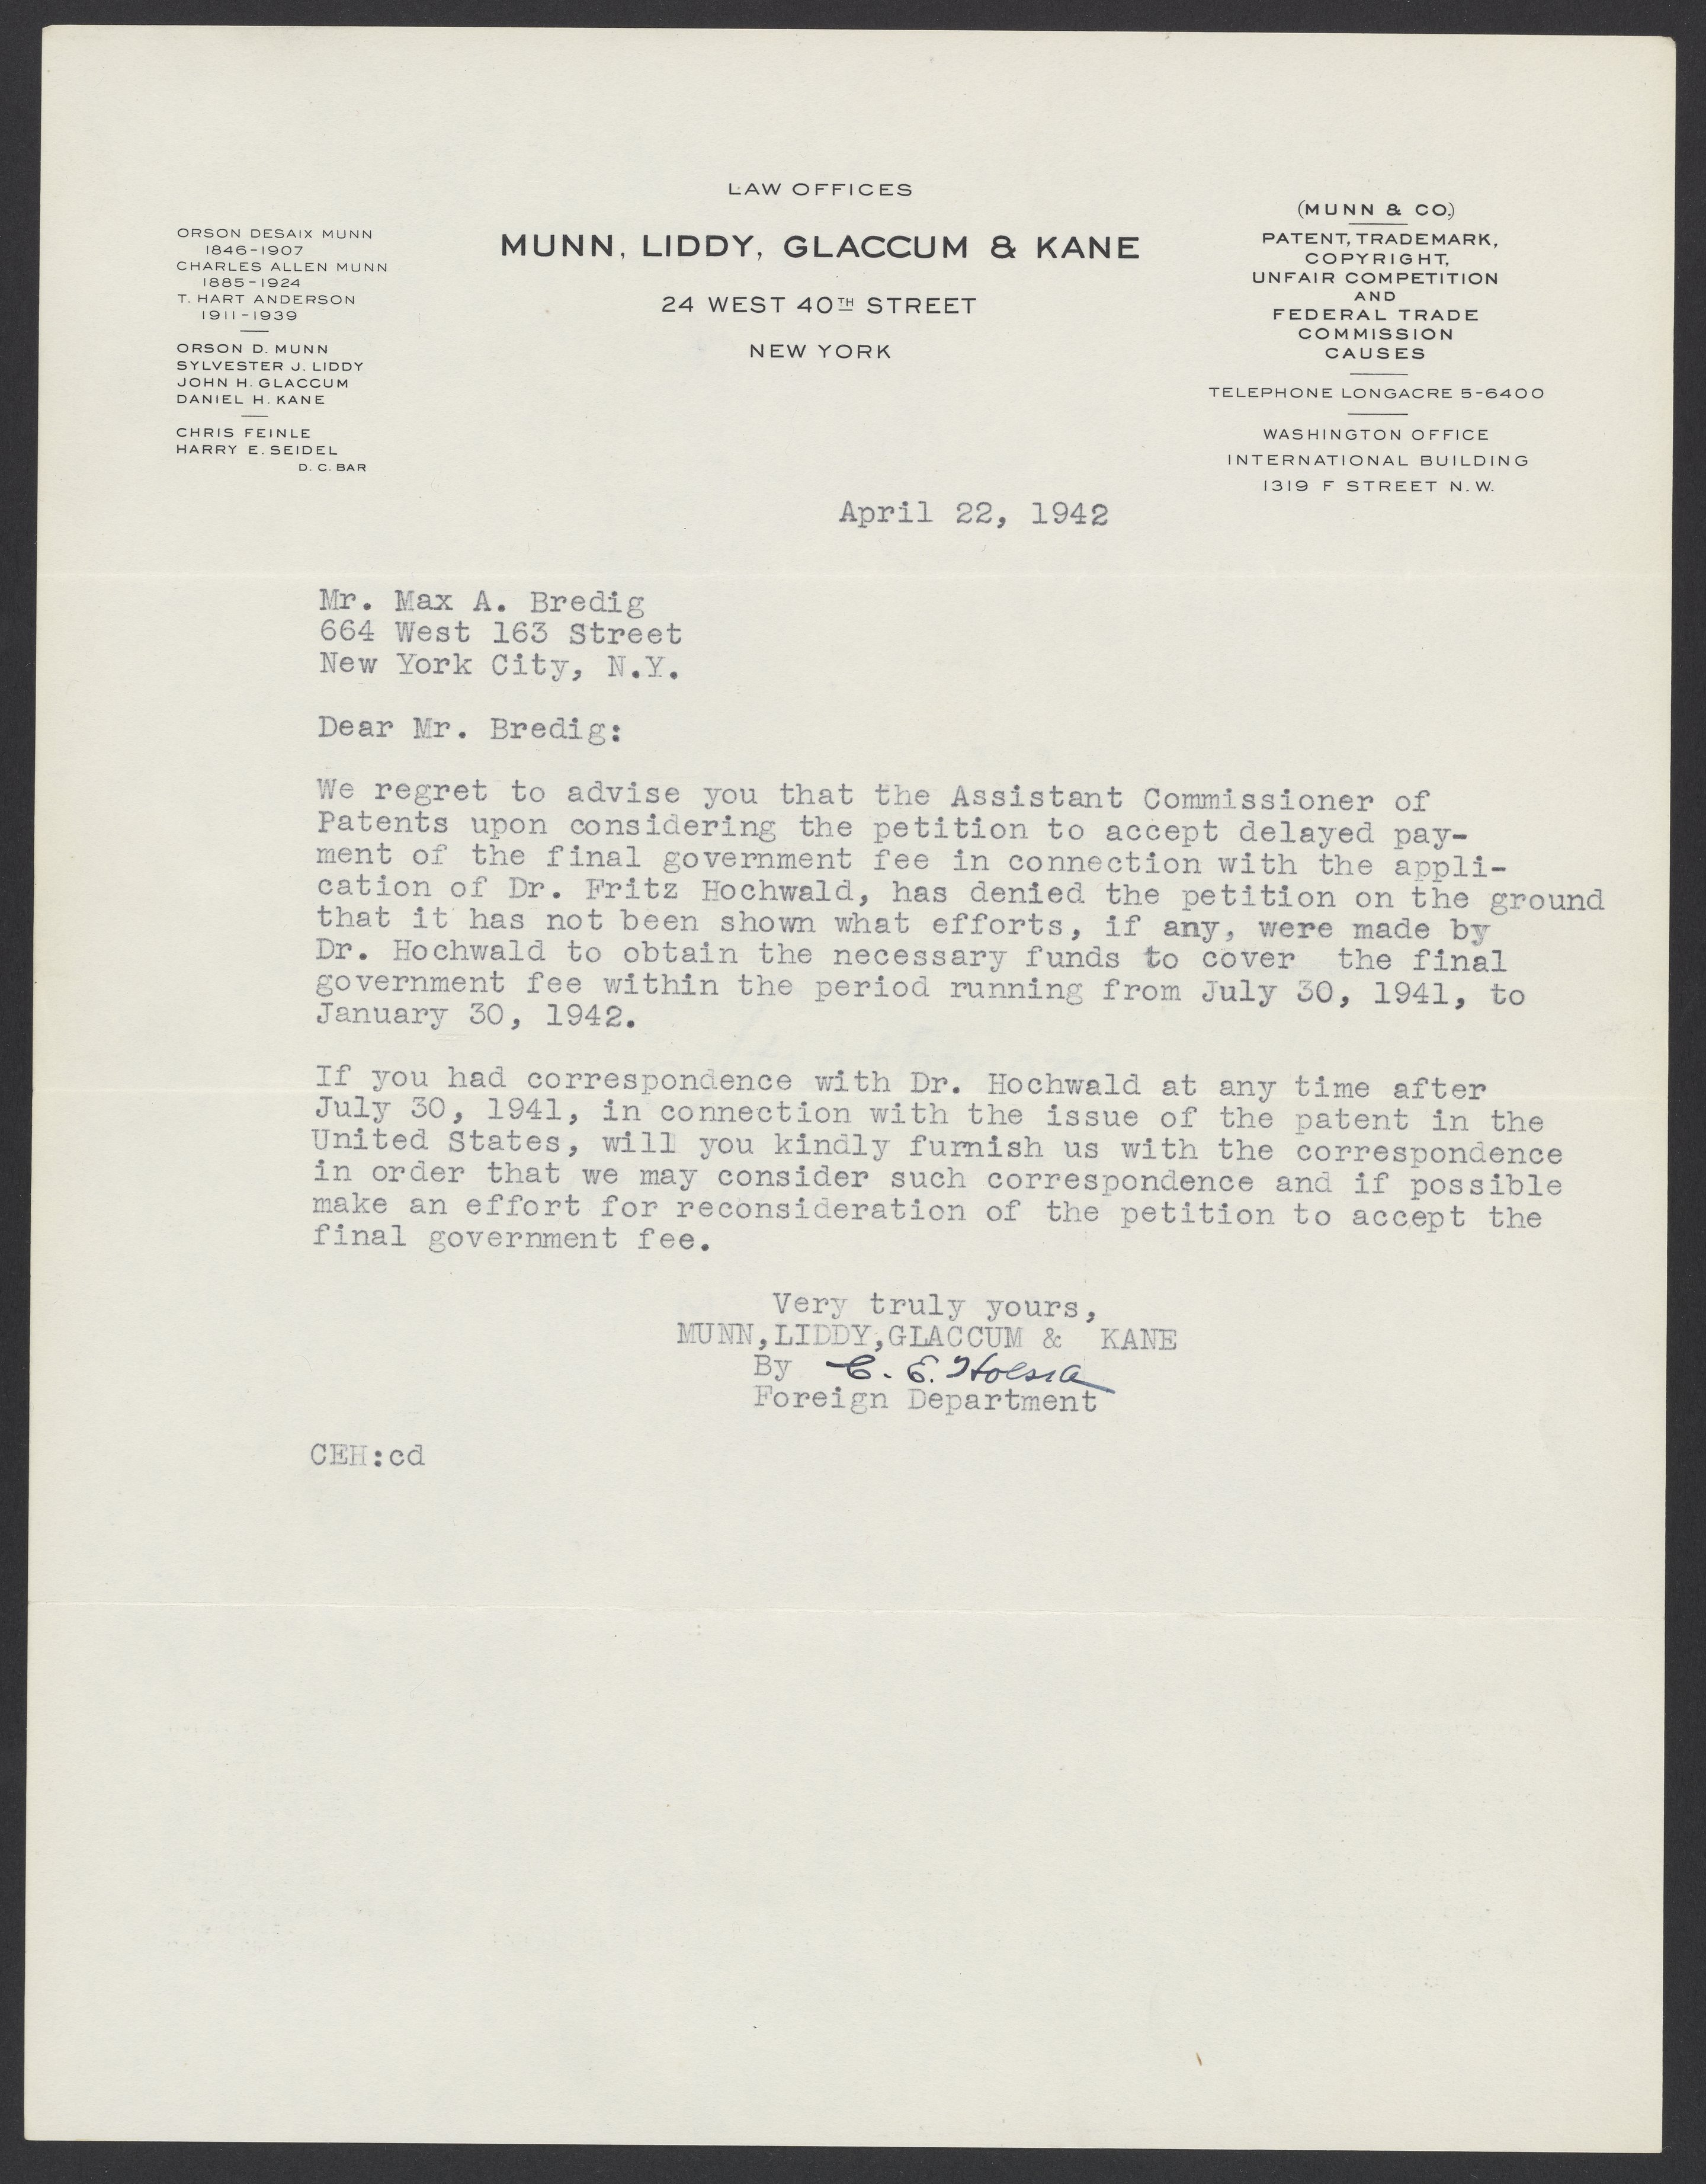 LAW OFFICES
MUNN, LIDDY, GLACCUM & KANE
24 WEST 40TH STREET
NEW YORK
ORSON DESAIX MUNN
1846-1907
CHARLES ALLEN MUNN
1885-1924
T. HART ANDERSON
1911-1939
ORSON D. MUNN
SYLVESTER J. LIDDY
JOHN H. GLACCUM
DANIEL H. KANE
CHRIS FEINLE
HARRY E. SEIDEL
D. C. BAR
(MUNN & CO.)
PATENT, TRADEMARK,
COPYRIGHT,
UNFAIR COMPETITION
AND
FEDERAL TRADE
COMMISSION
CAUSES
TELEPHONE LONGACRE 5-6400
WASHINGTON OFFICE
INTERNATIONAL BUILDING
1319 F STREET N. W.
April 22, 1942
Mr. Max A. Bredig
664 West 163 Street
New York City, N.Y.
Dear Mr. Bredig:
We regret to advise you that the Assistant Commissioner of
Patents upon considering the petition to accept delayed pay-
ment of the final government fee in connection with the appli-
cation of Dr. Fritz Hochwald, has denied the petition on the ground
that it has not been shown what efforts, if any, were made by
Dr. Hochwald to obtain the necessary funds to cover  the final
government fee within the period running from July 30, 1941, to
January 30, 1942.
If you had correspondence with Dr. Hochwald at any time after
July 30, 1941, in connection with the issue of the patent in the
United States, will you kindly furnish us with the correspondence
in order that we may consider such correspondence and if possible
make an effort for reconsideration of the petition to accept the
final government fee.
Very truly yours,
MUNN,LIDDY,GLACCUM &  KANE
By C. E.
Foreign Department
CEH:cd